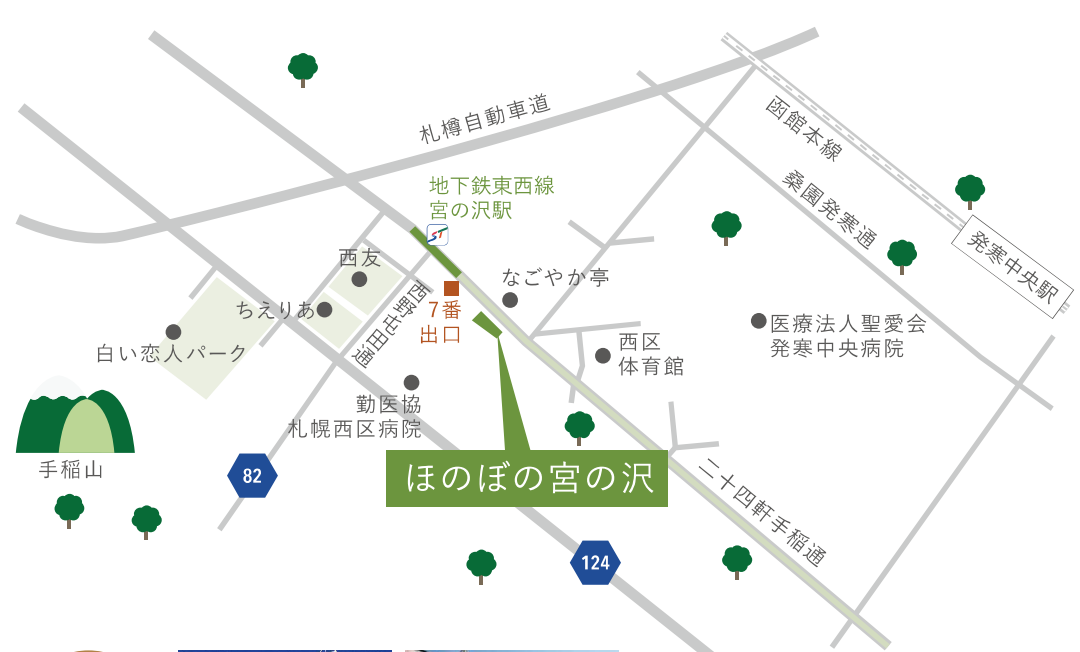 札樽自動車道
函館本線
地下鉄東西線
宮の沢駅
ST
桑園発寒通
発寒中央駅
西友
なごやか亭
ちえりあ
西野屯田通
7番
出口
白い恋人パーク
西区
体育館
医療法人聖愛会
発寒中央病院
勤医協
札幌西区病院
手稲山
82
ほのぼの宮の沢
二十四軒手稲通
124